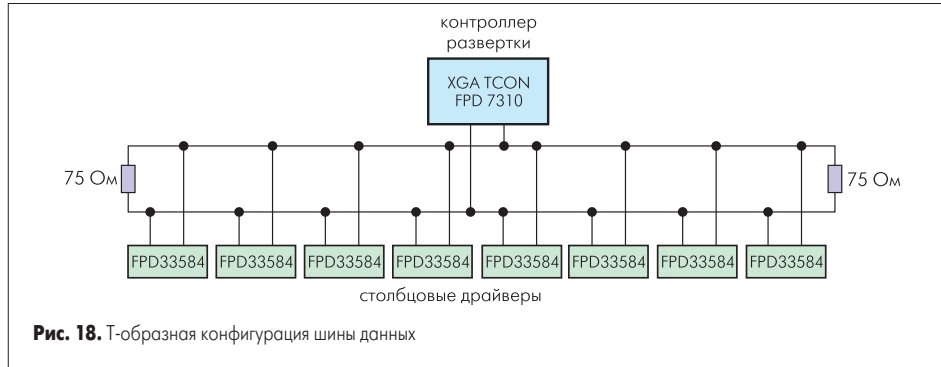 контроллер
развертки
XGA TCON
FPD 7310
75 Ом
75 Ом
FPD33584 FPD33584 FPD33584 FPD33584 FPD33584 FPD33584 FPD33584 FPD33584
столбцовые драйверы
Рис. 18. Т-образная конфигурация шины данных